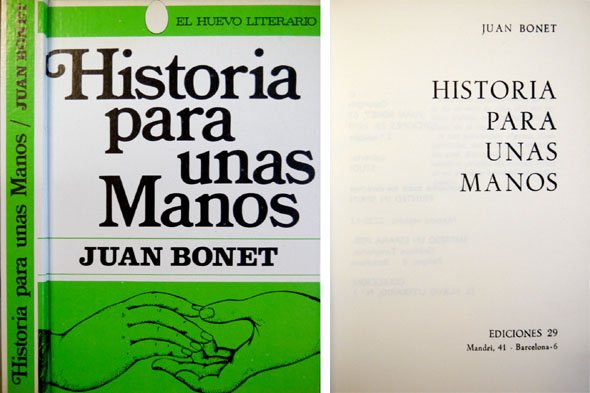 Historia para unas Manos / JUAN BONET
EL HUEVO LITERARIO
Historia
para
unas
Manos
JUAN BONET
JUAN BONET
HISTORIA
PARA
UNAS
MANOS
EDICIONES 29
Mandri, 41 - Barcelona-6